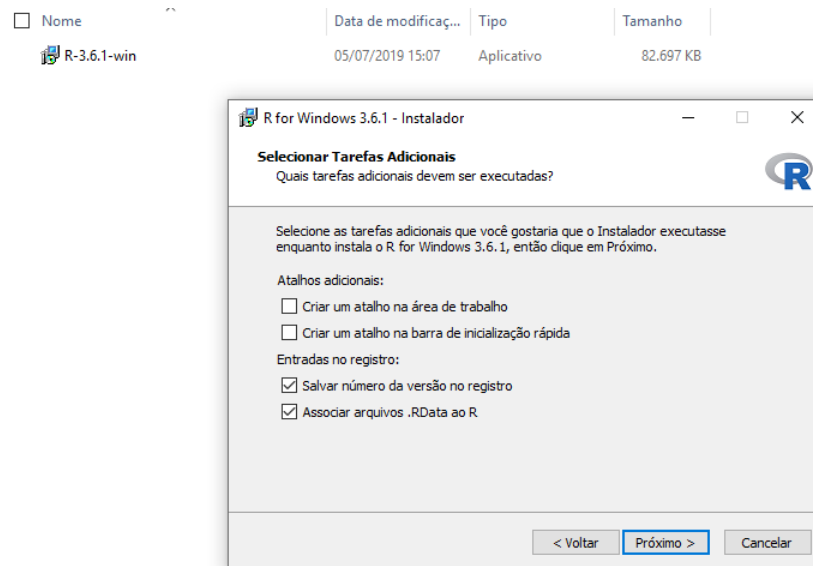 Nome Data de modificaç... Tipo Tamanho
R-3.6.1-win 05/07/2019 15:07 Aplicativo 82.697 KB
R for Windows 3.6.1 - Instalador
Selecionar Tarefas Adicionais
Quais tarefas adicionais devem ser executadas?
R
Selecione as tarefas adicionais que você gostaria que o Instalador executasse
enquanto instala o R for Windows 3.6.1, então clique em Próximo.
Atalhos adicionais:
Criar um atalho na área de trabalho
Criar um atalho na barra de inicialização rápida
Entradas no registro:
Salvar número da versão no registro
Associar arquivos .RData ao R
< Voltar Próximo > Cancelar